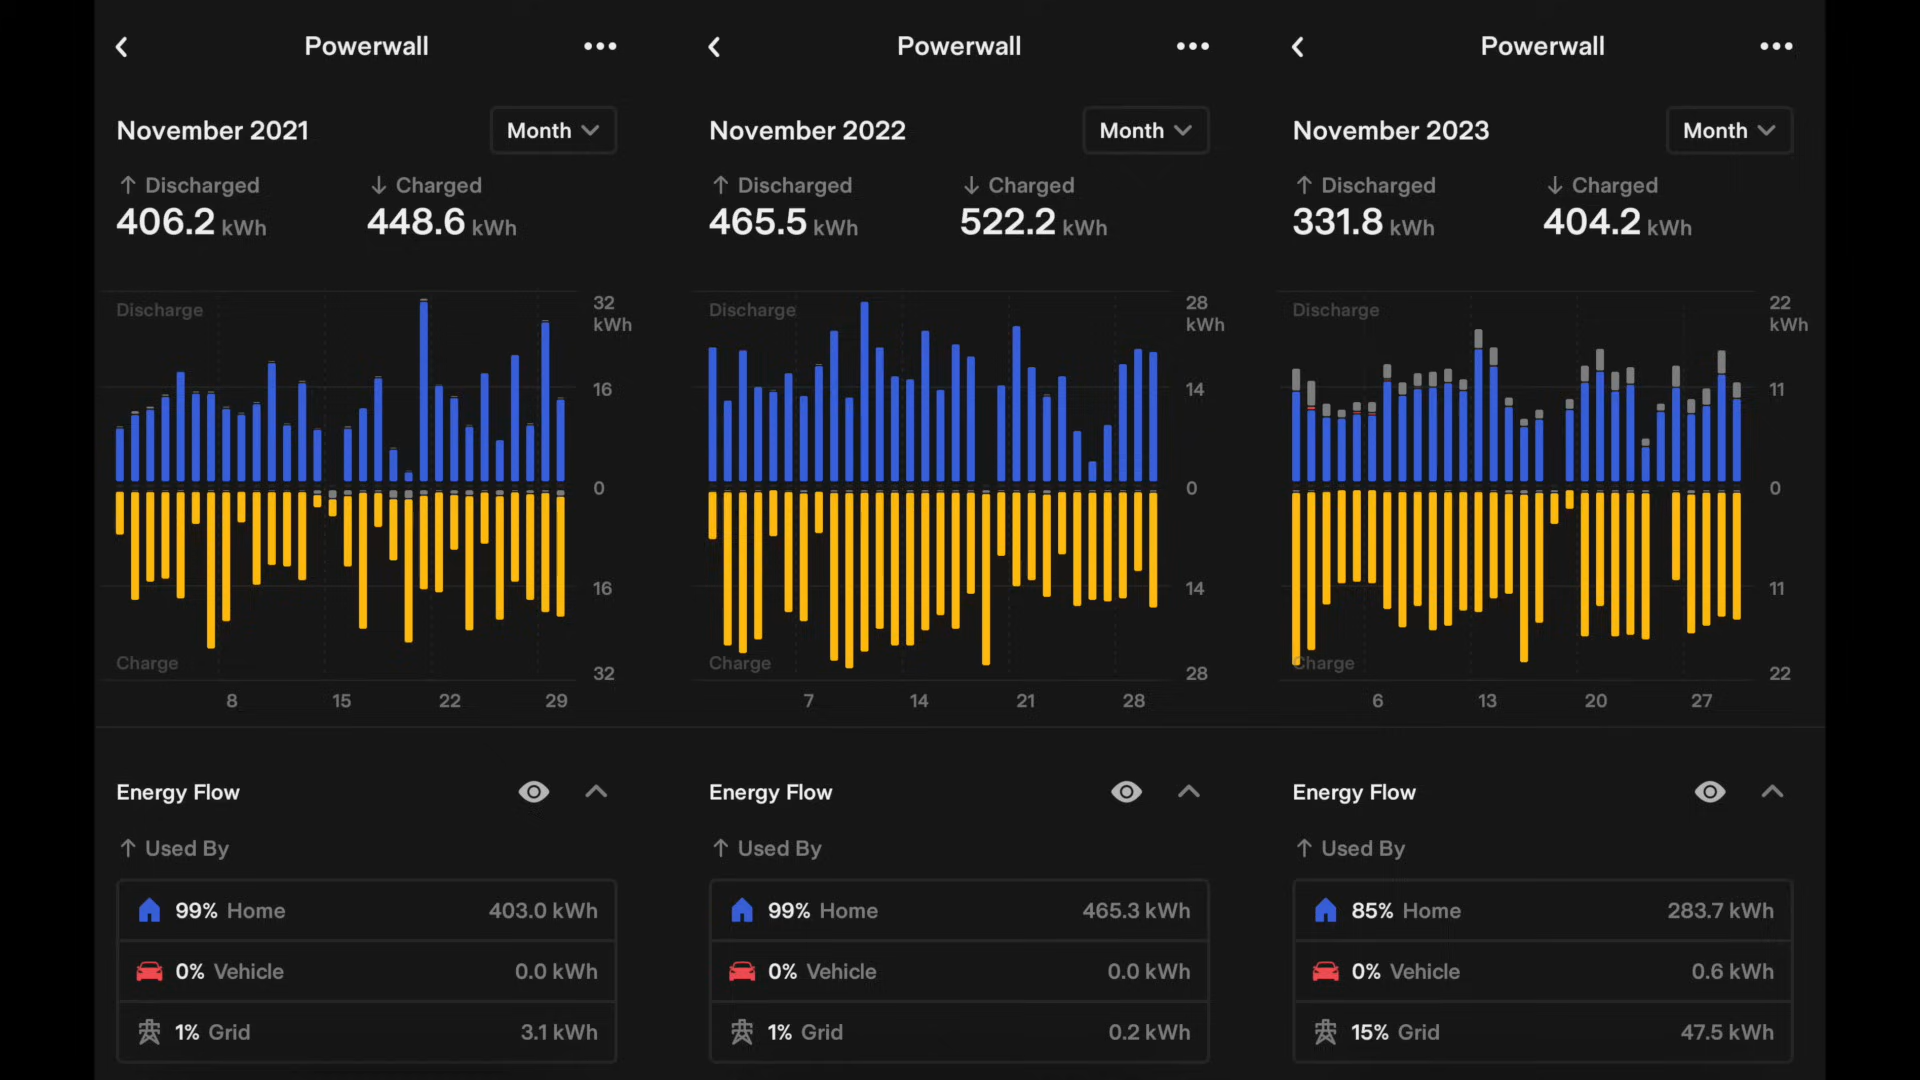 Powerwall
November 2021
Month
↑ Discharged
406.2 kWh
↓ Charged
448.6 kWh
Discharge
32
kWh
16
0
16
Charge
32
8 15 22 29
Energy Flow
↑ Used By
99% Home 403.0 kWh
0% Vehicle 0.0 kWh
1% Grid 3.1 kWh
Powerwall
November 2022
Month
↑ Discharged
465.5 kWh
↓ Charged
522.2 kWh
Discharge
28
kWh
14
0
14
Charge
28
7 14 21 28
Energy Flow
↑ Used By
99% Home 465.3 kWh
0% Vehicle 0.0 kWh
1% Grid 0.2 kWh
Powerwall
November 2023
Month
↑ Discharged
331.8 kWh
↓ Charged
404.2 kWh
Discharge
22
kWh
11
0
11
Charge
22
6 13 20 27
Energy Flow
↑ Used By
85% Home 283.7 kWh
0% Vehicle 0.6 kWh
15% Grid 47.5 kWh